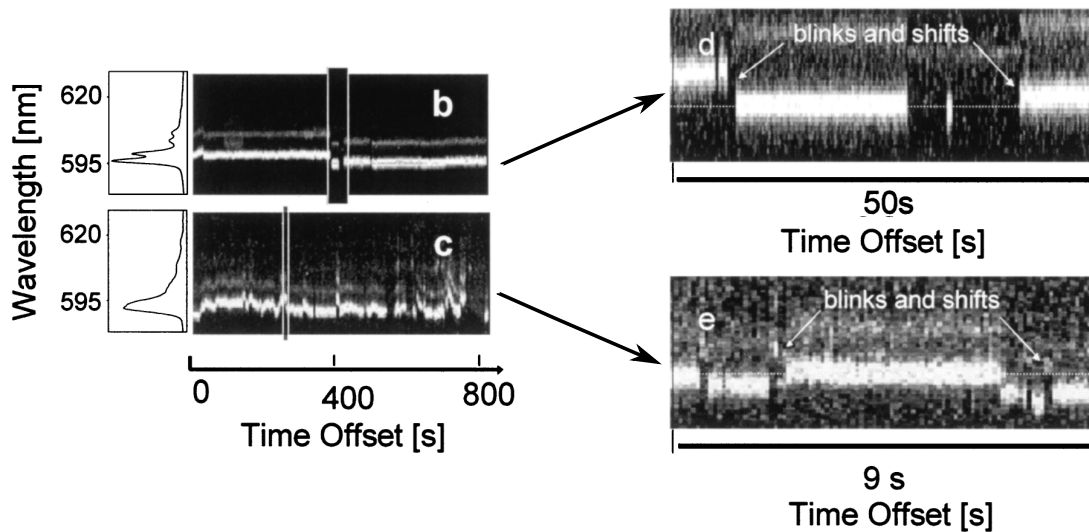 Wavelength [nm]
620
595
b
620
595
c
0
400
800
Time Offset [s]
d
blinks and shifts
50s
Time Offset [s]
e
blinks and shifts
9 s
Time Offset [s]